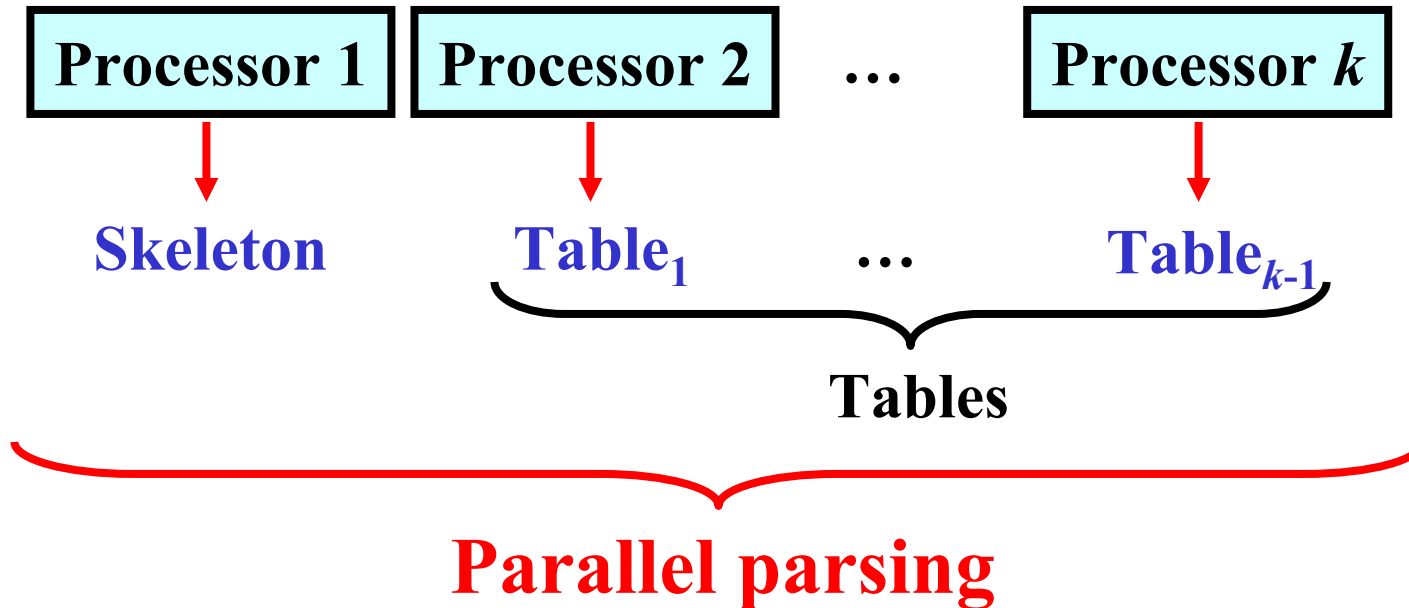 Processor 1 Processor 2 … Processor k
Skeleton Table1 … Tablek-1
Tables
Parallel parsing